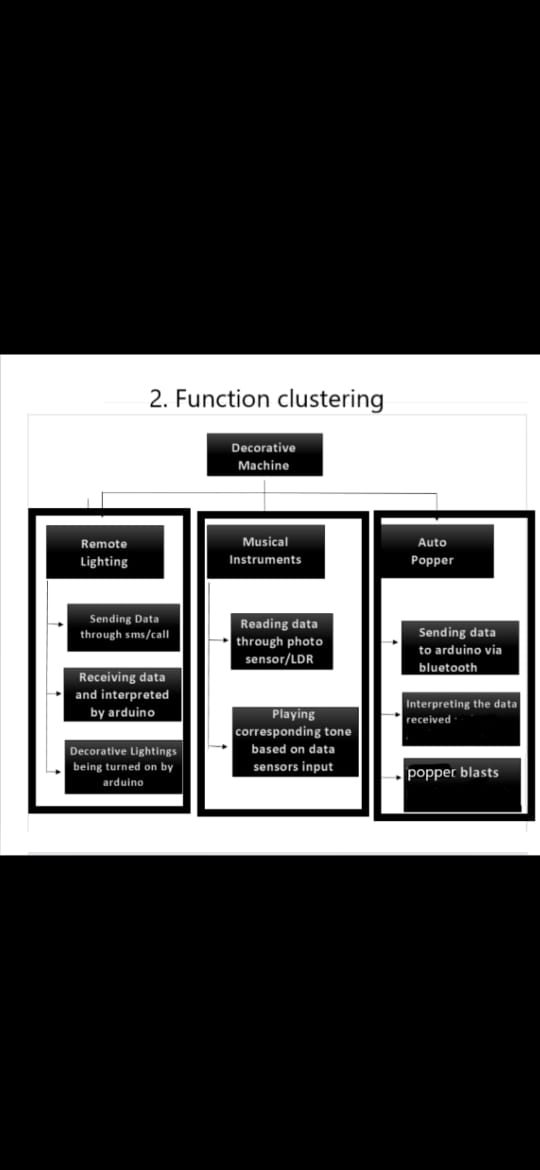 2. Function clustering
Decorative
Machine
Remote
Lighting
Sending Data
through sms/call
Receiving data
and interpreted
by arduino
Decorative Lightings
being turned on by
arduino
Musical
Instruments
Reading data
through photo
sensor/LDR
Playing
corresponding tone
based on data
sensors input
Auto
Popper
Sending data
to arduino via
bluetooth
Interpreting the data
received
popper blasts